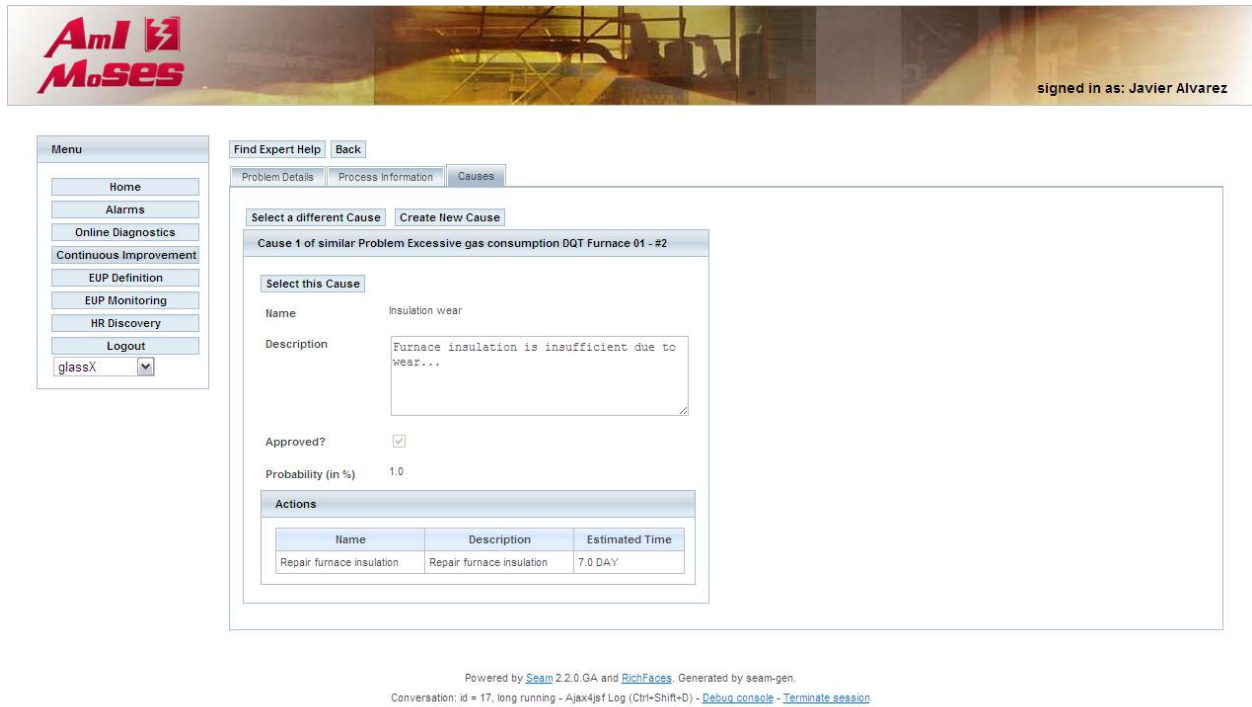 AmI
MoSES
signed in as: Javier Alvarez
Menu
Home
Alarms
Online Diagnostics
Continuous Improvement
EUP Definition
EUP Monitoring
HR Discovery
Logout
glassX
Find Expert Help Back
Problem Details Process Information Causes
Select a different Cause Create New Cause
Cause 1 of similar Problem Excessive gas consumption DQT Furnace 01 - #2
Select this Cause
Name Insulation wear
Description Furnace insulation is insufficient due to
wear...
Approved?
Probability (in %) 1.0
Actions
Name Description Estimated Time
Repair furnace insulation Repair furnace insulation 7.0 DAY
Powered by Seam 2.2.0.GA and RichFaces. Generated by seam-gen.
Conversation: id = 17, long running - Ajax4jsf Log (Ctrl+Shift+D) - Debug console - Terminate session